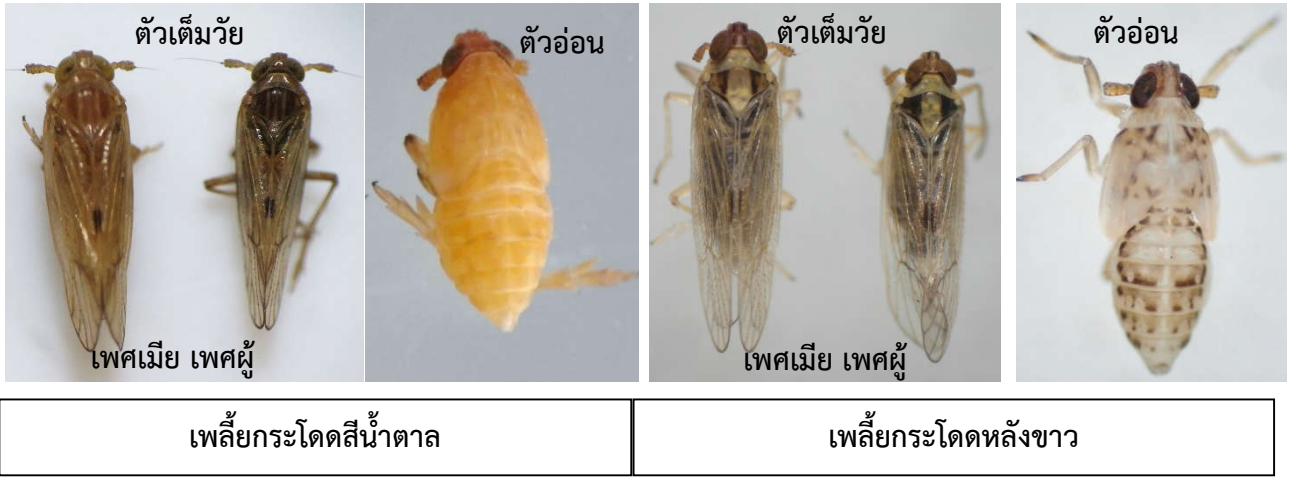 ตัวเต็มวัย
ตัวอ่อน
ตัวเต็มวัย
ตัวอ่อน
เพศเมีย เพศผู้
เพศเมีย เพศผู้
เพลี้ยกระโดดสีน้ำตาล
เพลี้ยกระโดดหลังขาว